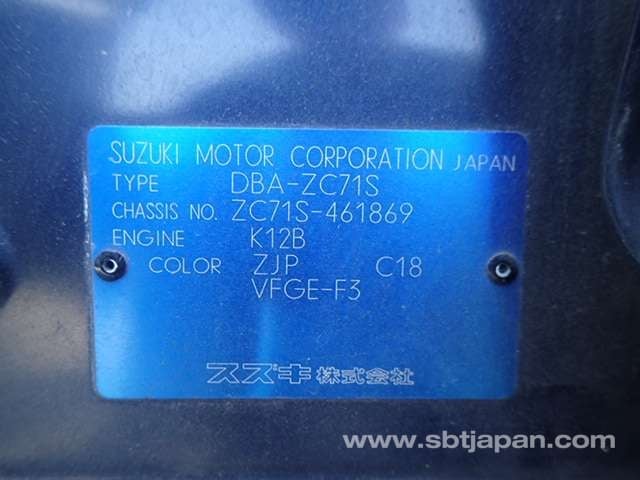 SUZUKI MOTOR CORPORATION JAPAN
TYPE DBA-ZC71S
CHASSIS NO. ZC71S-461869
ENGINE K12B
COLOR ZJP C18
VFGE-F3
スズキ株式会社
www.sbtjapan.com